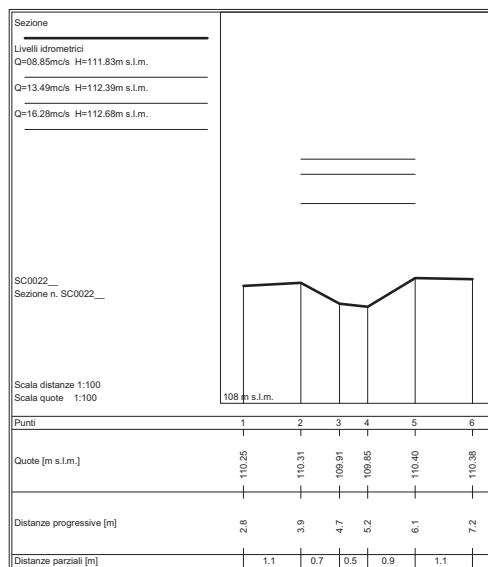 Sezione
Livelli idrometrici
Q=08.85mc/s H=111.83m s.l.m.
Q=13.49mc/s H=112.39m s.l.m.
Q=16.28mc/s H=112.68m s.l.m.
SC0022__
Sezione n. SC0022__
Scala distanze 1:100
Scala quote 1:100
108 m s.l.m.
Punti 1 2 3 4 5 6
Quote [m s.l.m.] 110.25 110.31 109.91 109.85 110.40 110.38
Distanze progressive [m] 2.8 3.9 4.7 5.2 6.1 7.2
Distanze parziali [m] 1.1 0.7 0.5 0.9 1.1